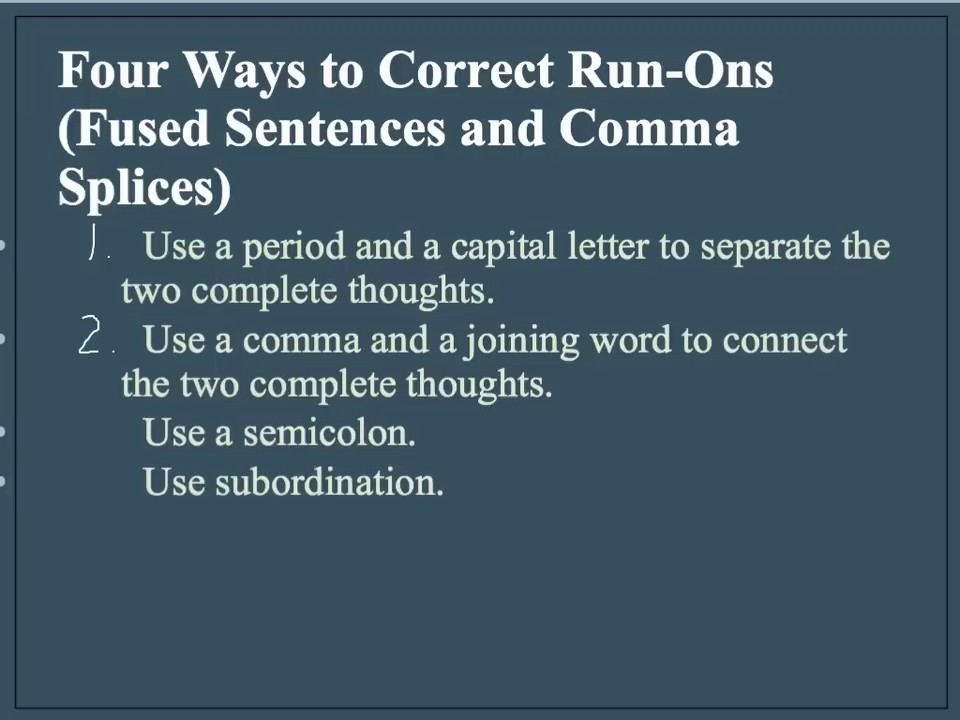 Four Ways to Correct Run-Ons
(Fused Sentences and Comma
Splices)
1. Use a period and a capital letter to separate the
two complete thoughts.
2. Use a comma and a joining word to connect
the two complete thoughts.
Use a semicolon.
Use subordination.